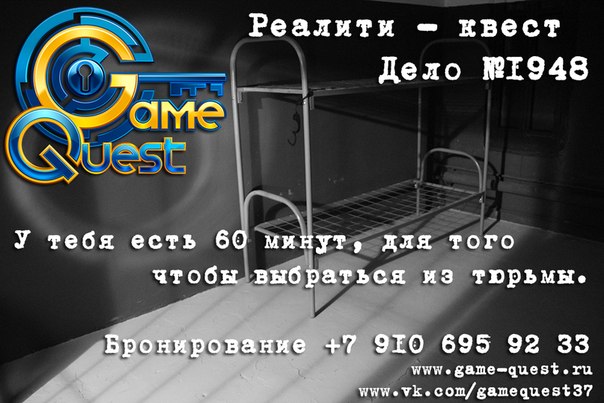 Game
Quest
Реалити - квест
Дело №1948
У тебя есть 60 минут, для того
чтобы выбраться из тюрьмы.
Бронирование +7 910 695 92 33
www.game-quest.ru
www.vk.com/gamequest37